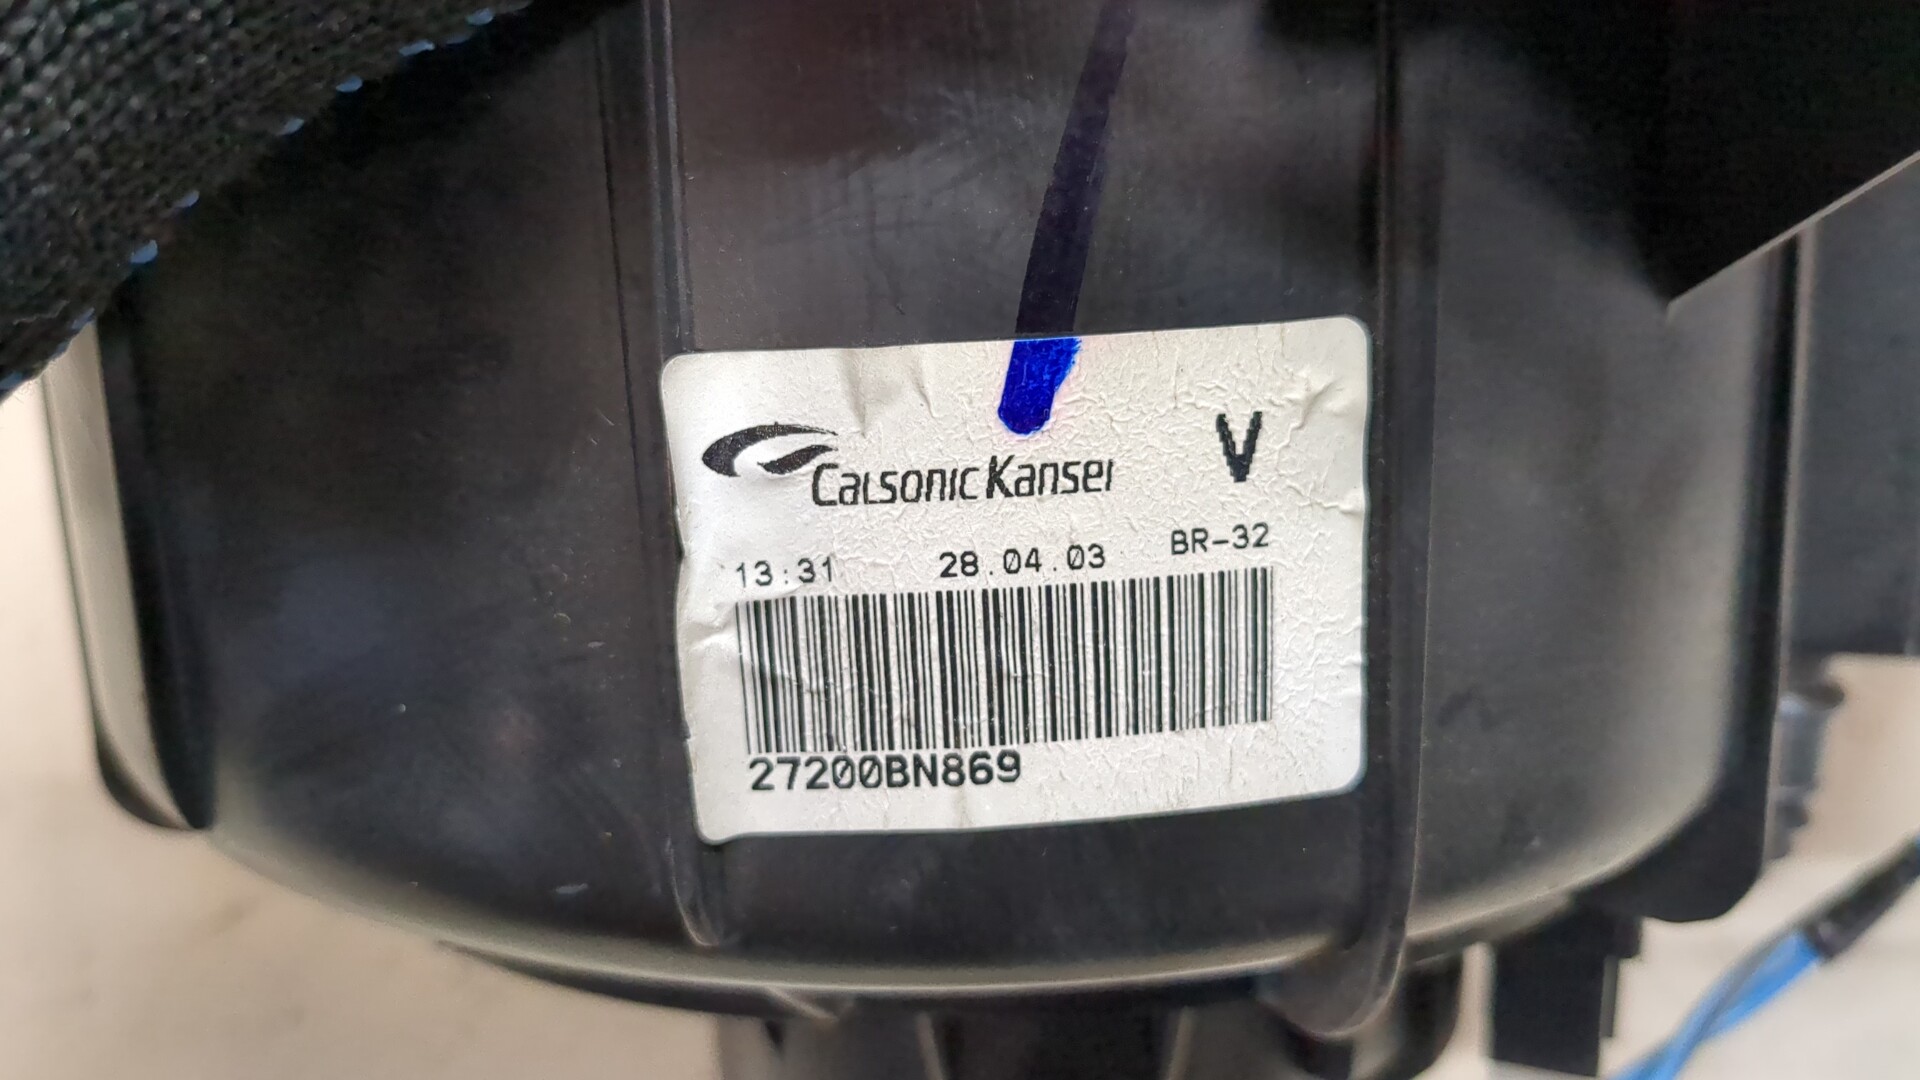 CalsonicKansei
V
13:31 28.04.03 BR-32
27200BN869